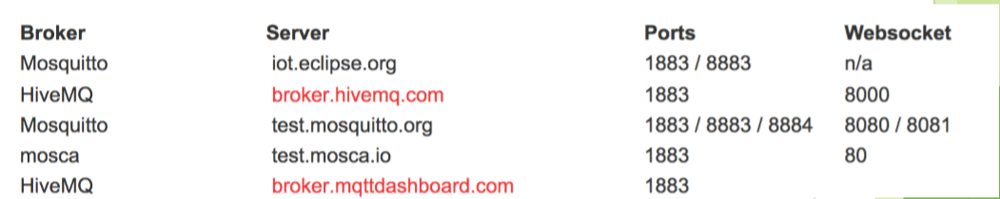 Broker Server Ports Websocket
Mosquitto iot.eclipse.org 1883 / 8883 n/a
HiveMQ broker.hivemq.com 1883 8000
Mosquitto test.mosquitto.org 1883 / 8883 / 8884 8080 / 8081
mosca test.mosca.io 1883 80
HiveMQ broker.mqttdashboard.com 1883